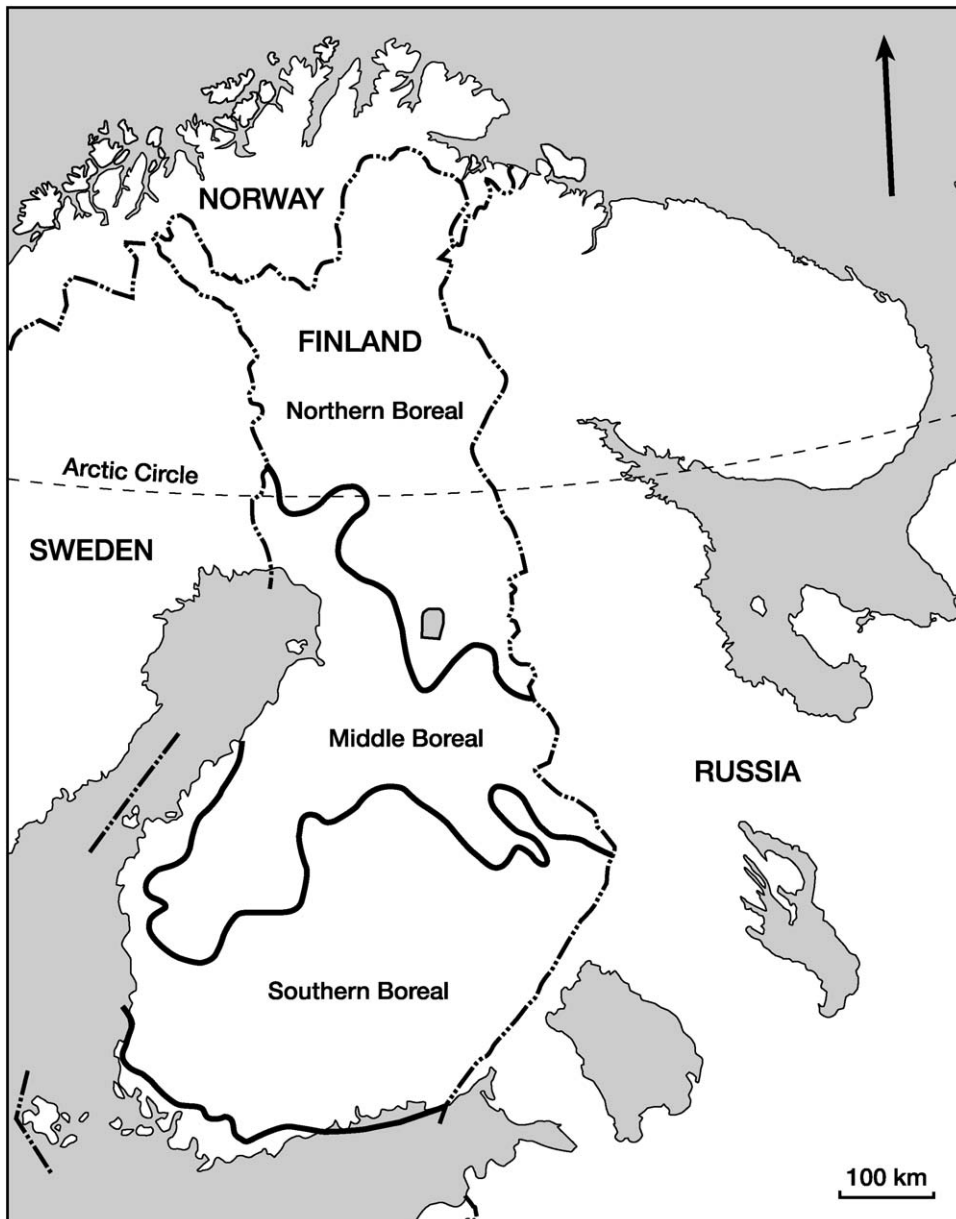 NORWAY
FINLAND
Northern Boreal
Arctic Circle
SWEDEN
Middle Boreal
RUSSIA
Southern Boreal
100 km